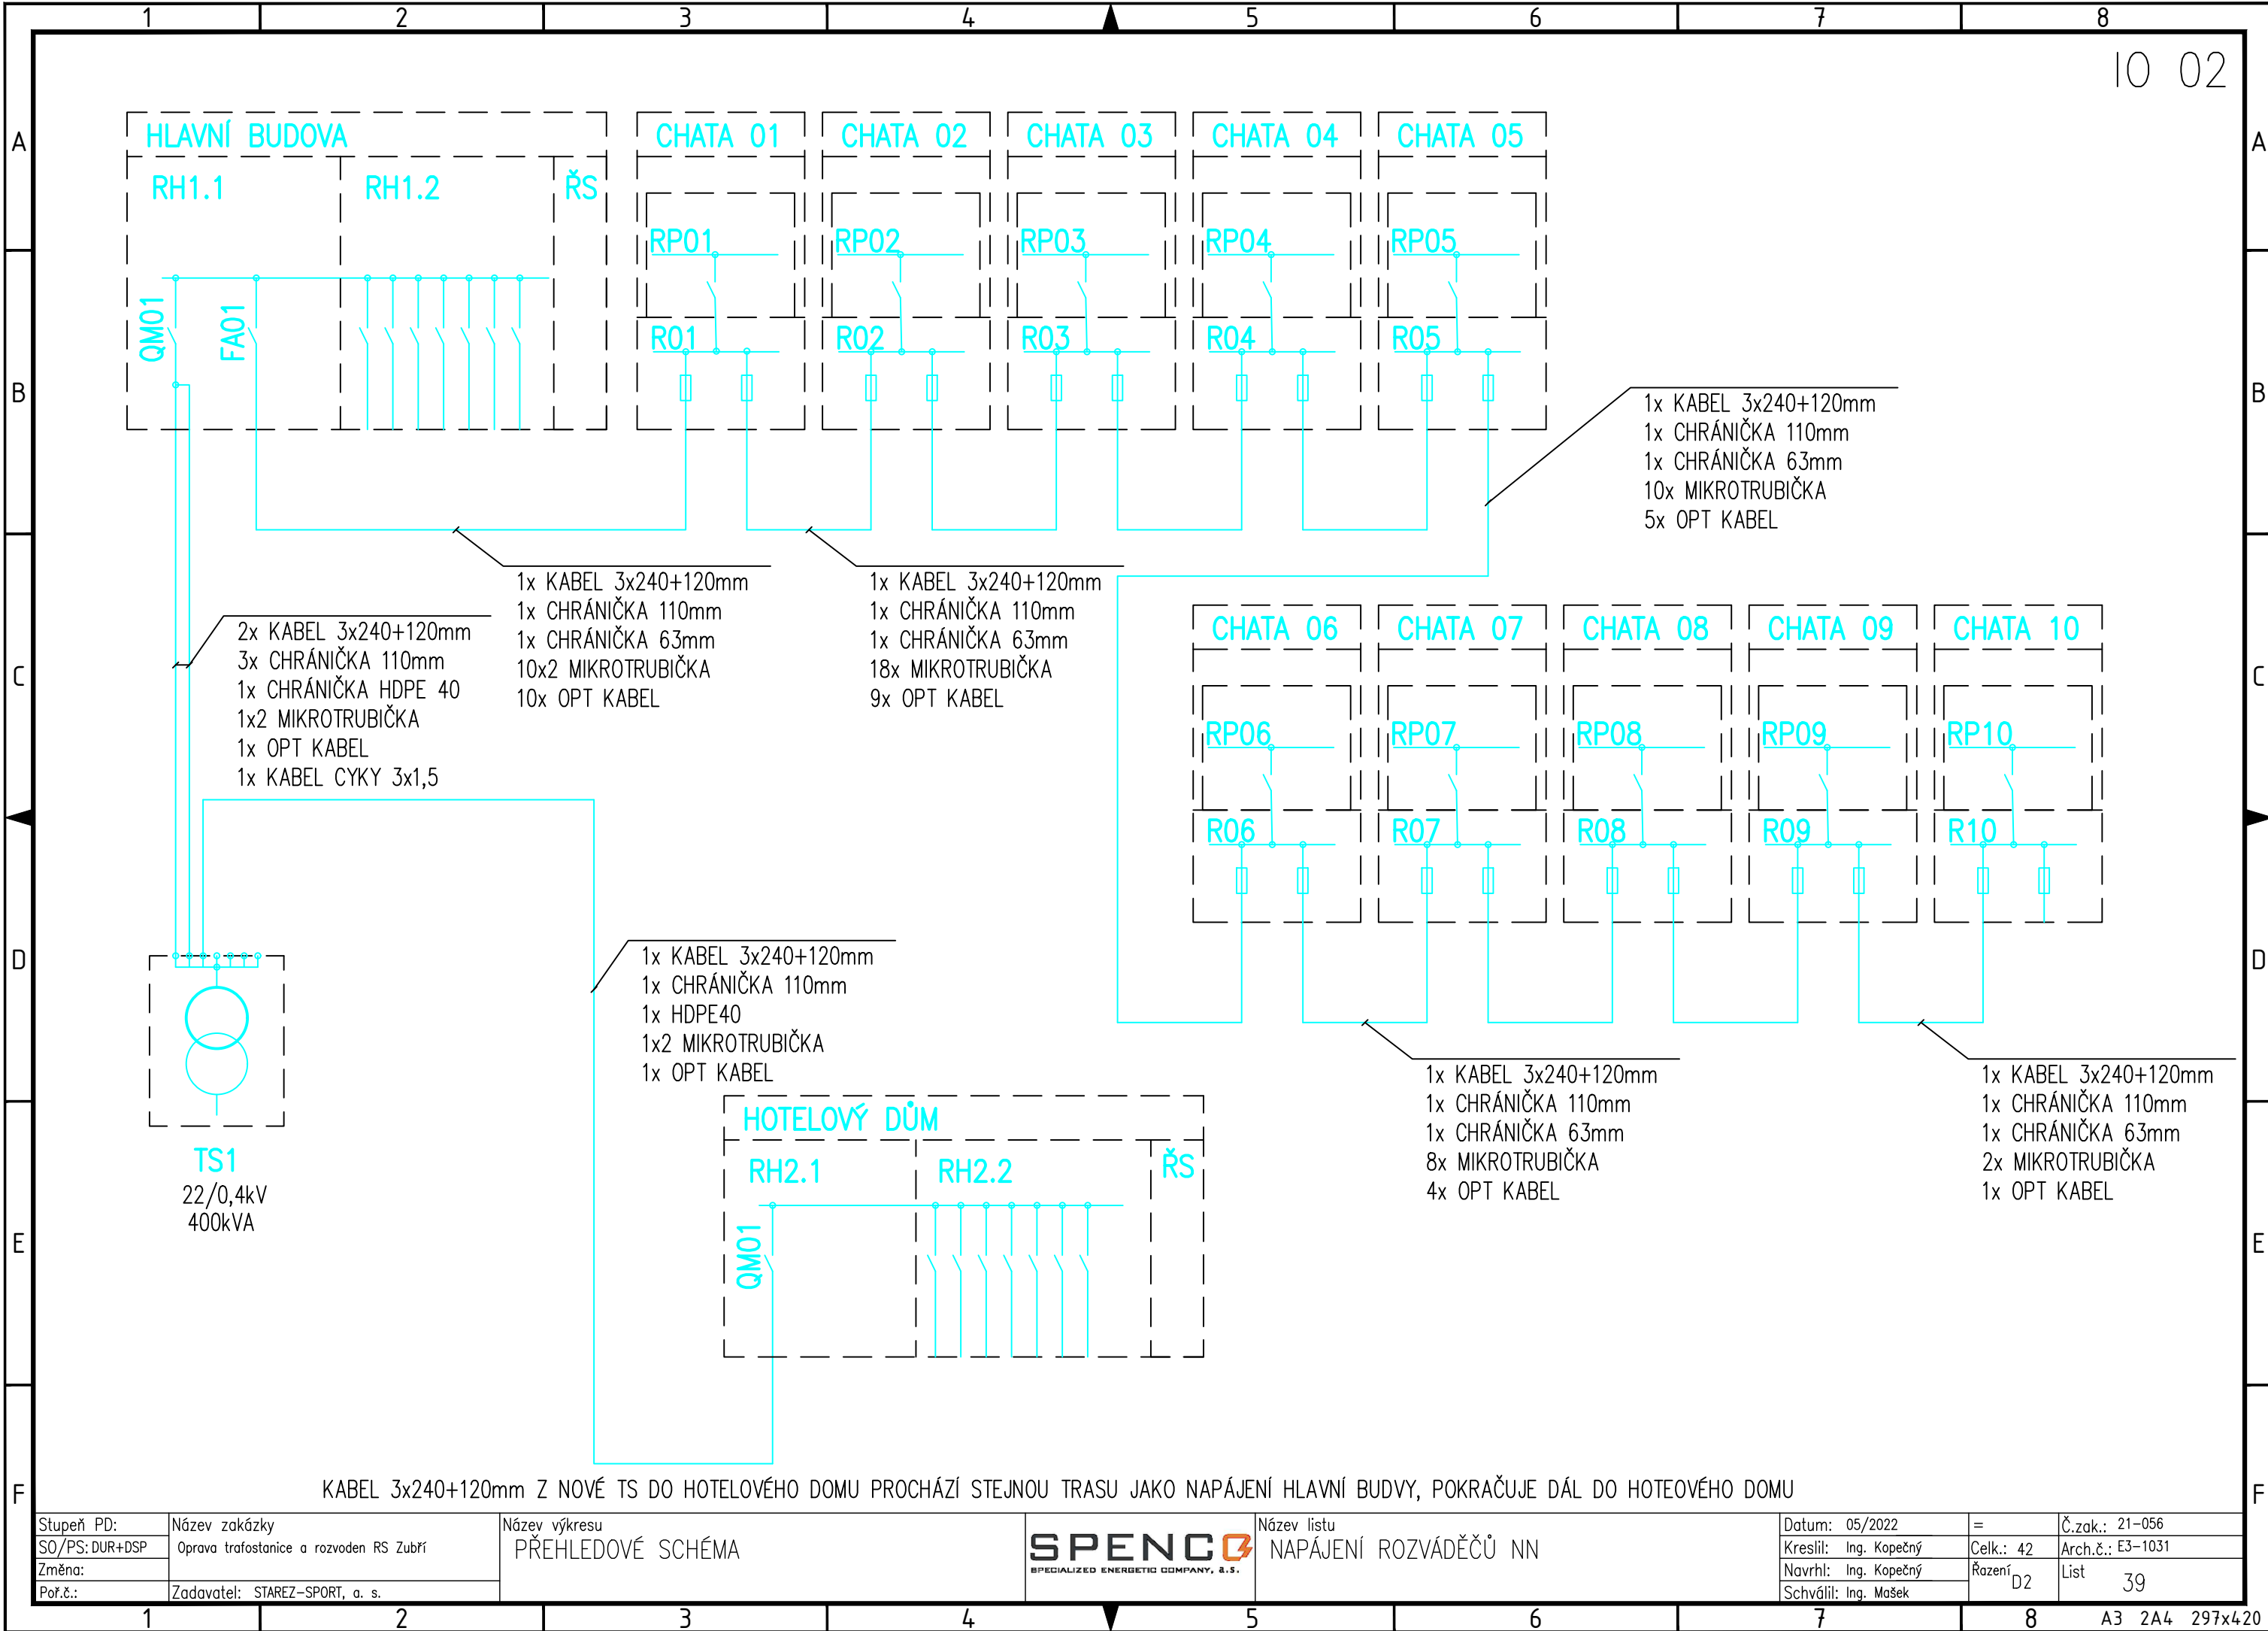 1 2 3 4 5 6 7 8
IO 02
A A
B B
C C
D D
E E
F F
HLAVNÍ BUDOVA
RH1.1 RH1.2 ŘS
QM01
FA01
CHATA 01
RP01
R01
CHATA 02
RP02
R02
CHATA 03
RP03
R03
CHATA 04
RP04
R04
CHATA 05
RP05
R05
1x KABEL 3x240+120mm
1x CHRÁNIČKA 110mm
1x CHRÁNIČKA 63mm
10x MIKROTRUBIČKA
5x OPT KABEL
2x KABEL 3x240+120mm
3x CHRÁNIČKA 110mm
1x CHRÁNIČKA HDPE 40
1x2 MIKROTRUBIČKA
1x OPT KABEL
1x KABEL CYKY 3x1,5
1x KABEL 3x240+120mm
1x CHRÁNIČKA 110mm
1x CHRÁNIČKA 63mm
10x2 MIKROTRUBIČKA
10x OPT KABEL
1x KABEL 3x240+120mm
1x CHRÁNIČKA 110mm
1x CHRÁNIČKA 63mm
18x MIKROTRUBIČKA
9x OPT KABEL
CHATA 06
RP06
R06
CHATA 07
RP07
R07
CHATA 08
RP08
R08
CHATA 09
RP09
R09
CHATA 10
RP10
R10
1x KABEL 3x240+120mm
1x CHRÁNIČKA 110mm
1x HDPE40
1x2 MIKROTRUBIČKA
1x OPT KABEL
1x KABEL 3x240+120mm
1x CHRÁNIČKA 110mm
1x CHRÁNIČKA 63mm
8x MIKROTRUBIČKA
4x OPT KABEL
1x KABEL 3x240+120mm
1x CHRÁNIČKA 110mm
1x CHRÁNIČKA 63mm
2x MIKROTRUBIČKA
1x OPT KABEL
TS1
22/0,4kV
400kVA
HOTELOVÝ DŮM
RH2.1 RH2.2 ŘS
QM01
KABEL 3x240+120mm Z NOVÉ TS DO HOTELOVÉHO DOMU PROCHÁZÍ STEJNOU TRASU JAKO NAPÁJENÍ HLAVNÍ BUDVY, POKRAČUJE DÁL DO HOTEOVÉHO DOMU
Stupeň PD:
SO/PS: DUR+DSP
Změna:
Poř.č.:
Název zakázky
Oprava trafostanice a rozvoden RS Zubří
Zadavatel: STAREZ-SPORT, a. s.
Název výkresu
PŘEHLEDOVÉ SCHÉMA
SPENCO
SPECIALIZED ENERGETIC COMPANY, a.s.
Název listu
NAPÁJENÍ ROZVÁDĚČŮ NN
Datum: 05/2022
Kreslil: Ing. Kopečný
Navrhl: Ing. Kopečný
Schválil: Ing. Mašek
=
Celk.: 42
Řazení D2
Č.zak.: 21-056
Arch.č.: E3-1031
List 39
1 2 3 4 5 6 7 8
A3 2A4 297x420